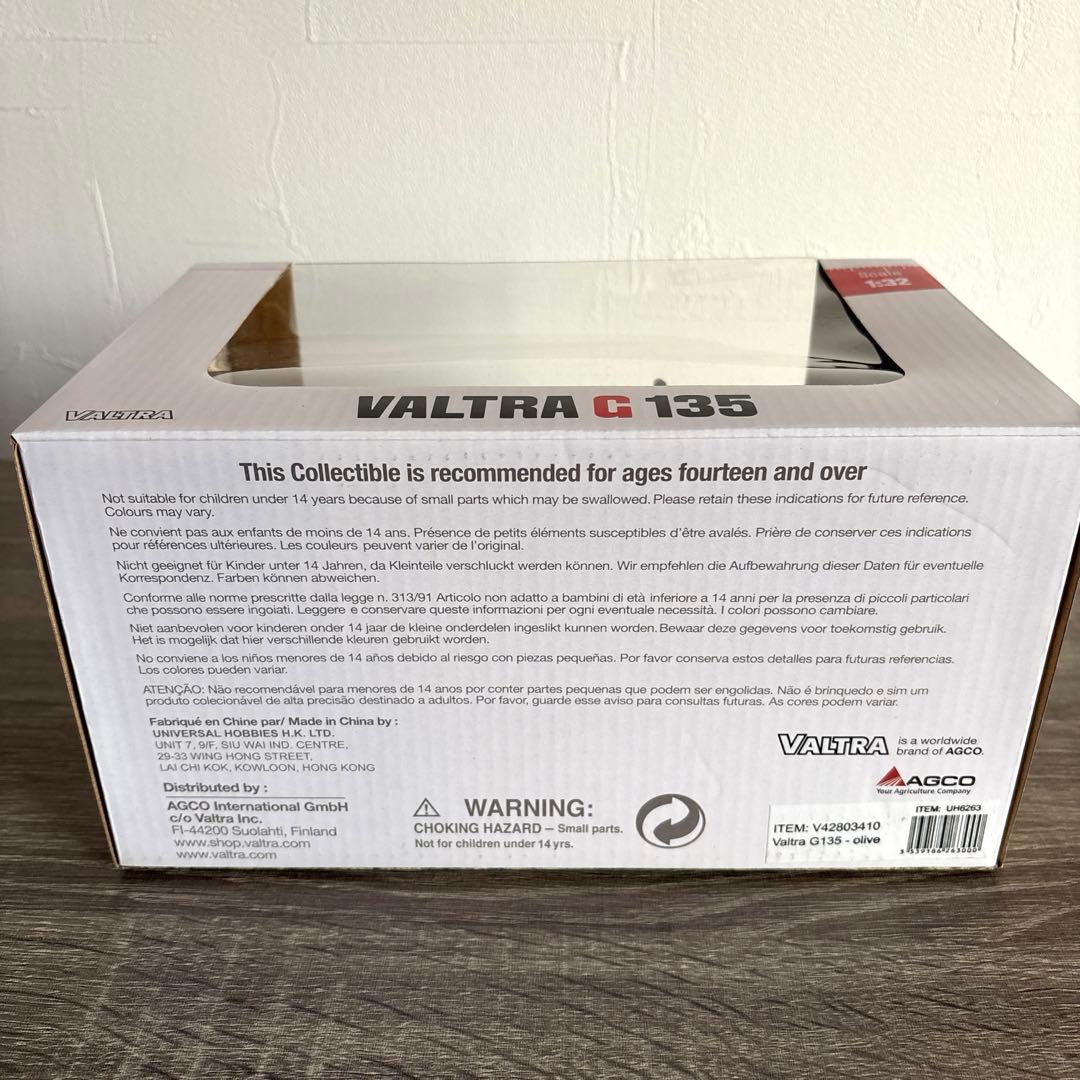 Scale
1:32
VALTRA
VALTRA G 135
This Collectible is recommended for ages fourteen and over
Not suitable for children under 14 years because of small parts which may be swallowed. Please retain these indications for future reference.
Colours may vary.
Ne convient pas aux enfants de moins de 14 ans. Présence de petits éléments susceptibles d'être avalés. Prière de conserver ces indications
pour références ultérieures. Les couleurs peuvent varier de l'original.
Nicht geeignet für Kinder unter 14 Jahren, da Kleinteile verschluckt werden können. Wir empfehlen die Aufbewahrung dieser Daten für eventuelle
Korrespondenz. Farben können abweichen.
Conforme alle norme prescritte dalla legge n. 313/91 Articolo non adatto a bambini di età inferiore a 14 anni per la presenza di piccoli particolari
che possono essere ingoiati. Leggere e conservare queste informazioni per ogni eventuale necessità. I colori possono cambiare.
Niet aanbevolen voor kinderen onder 14 jaar de kleine onderdelen ingeslikt kunnen worden. Bewaar deze gegevens voor toekomstig gebruik.
Het is mogelijk dat hier verschillende kleuren gebruikt worden.
No conviene a los niños menores de 14 años debido al riesgo con piezas pequeñas. Por favor conserva estos detalles para futuras referencias.
Los colores pueden variar.
ATENÇÃO: Não recomendável para menores de 14 anos por conter partes pequenas que podem ser engolidas. Não é brinquedo e sim um
produto colecionável de alta precisão destinado a adultos. Por favor, guarde esse aviso para consultas futuras. As cores podem variar.
Fabriqué en Chine par/ Made in China by :
UNIVERSAL HOBBIES H.K. LTD.
UNIT 7, 9/F, SIU WAI IND. CENTRE,
29-33 WING HONG STREET,
LAI CHI KOK, KOWLOON, HONG KONG
Distributed by :
AGCO International GmbH
c/o Valtra Inc.
FI-44200 Suolahti, Finland
www.shop.valtra.com
www.valtra.com
WARNING:
CHOKING HAZARD – Small parts.
Not for children under 14 yrs.
VALTRA is a worldwide
brand of AGCO.
AGCO
Your Agriculture Company
ITEM: UH6263
ITEM: V42803410
Valtra G135 - olive
3 539186 263000